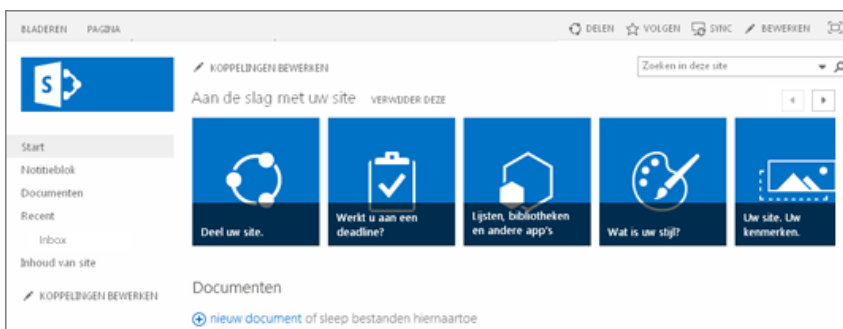 BLADEREN PAGINA
DELEN VOLGEN SYNC BEWERKEN
S
KOPPELINGEN BEWERKEN
Zoeken in deze site
Aan de slag met uw site VERWIJDER DEZE
Start
Notitieblok
Documenten
Recent
Inbox
Inhoud van site
KOPPELINGEN BEWERKEN
Deel uw site.
Werkt u aan een
deadline?
Lijsten, bibliotheken
en andere app's
Wat is uw stijl?
Uw site. Uw
kenmerken.
Documenten
nieuw document of sleep bestanden hiernaartoe